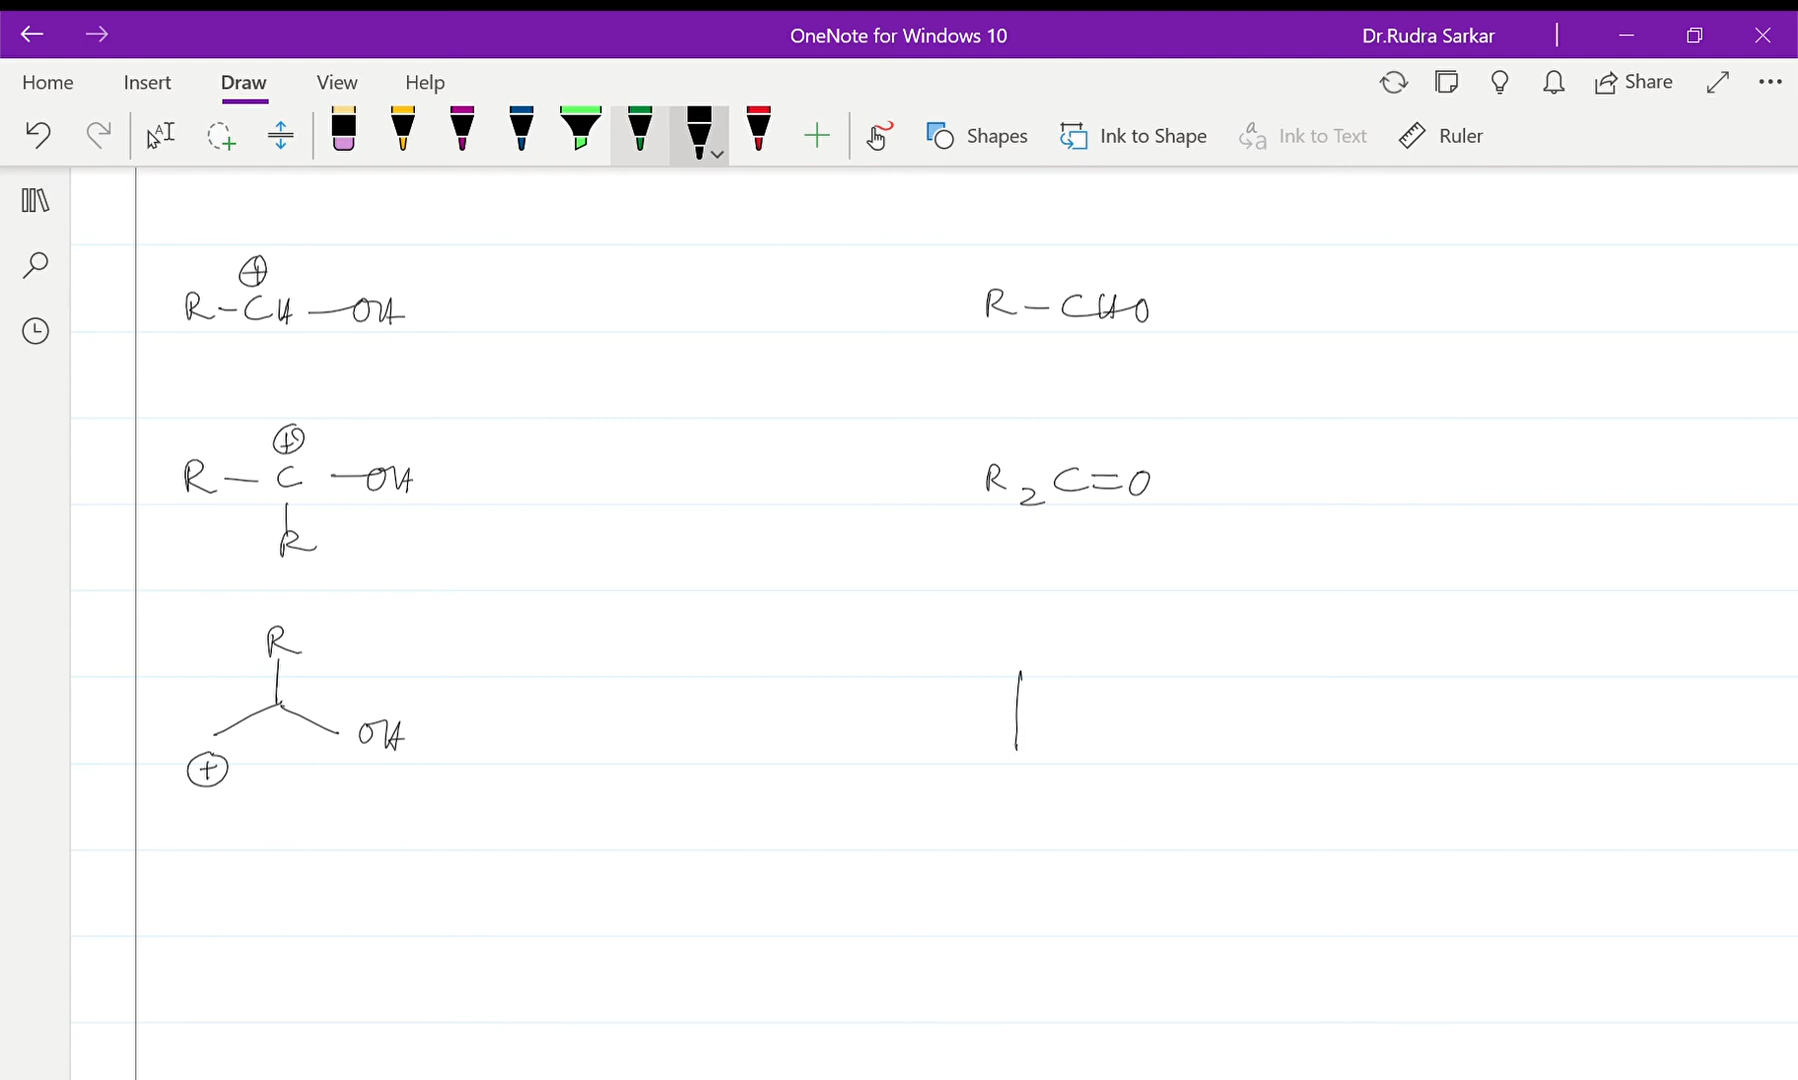 OneNote for Windows 10 Dr.Rudra Sarkar
Home Insert Draw View Help Share
Shapes Ink to Shape Ink to Text Ruler
⊕
R-CH-OH R-CHO
⊕
R-C-OH R₂C=O
R
R
OH
⊕